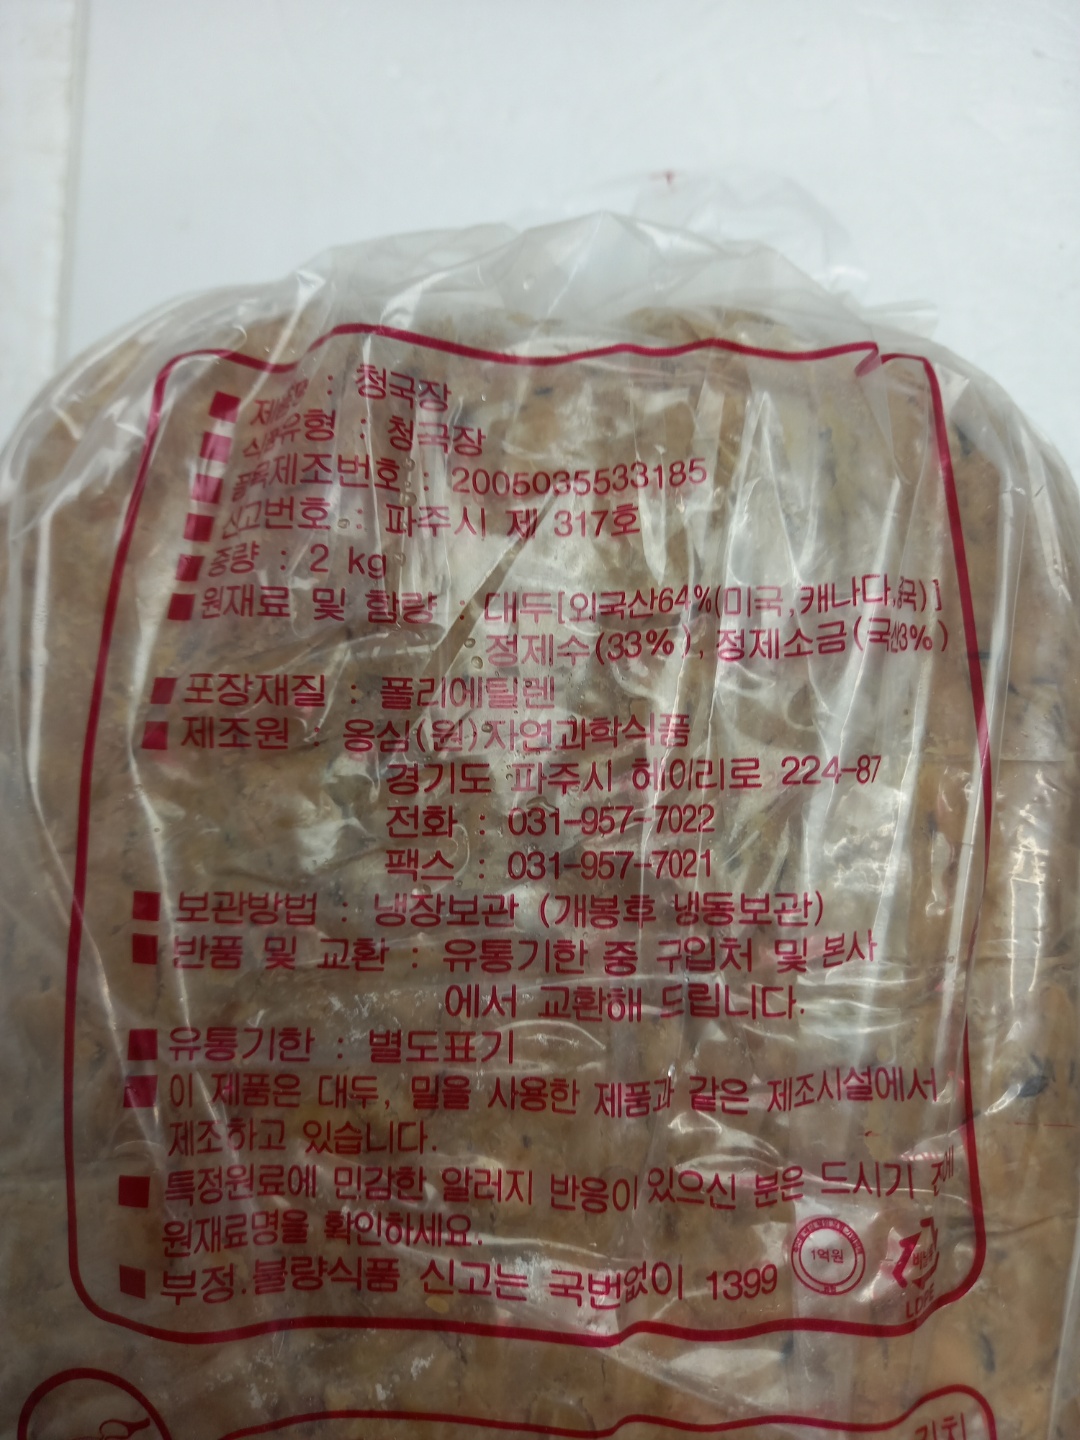 ■ 제품명 : 청국장
■ 식품유형 : 청국장
■ 품목제조번호 : 2005035533185
■ 신고번호 : 파주시 제 317호
■ 중량 : 2 kg
■ 원재료 및 함량 : 대두[외국산64%(미국,캐나다,
정제수(33%), 정제소금(국산3%)
■ 포장재질 : 폴리에틸렌
■ 제조원 : 옹심(원)자연과학식품
경기도 파주시 헤이리로 224-87
전화 : 031-957-7022
팩스 : 031-957-7021
■ 보관방법 : 냉장보관 (개봉후 냉동보관)
■ 반품 및 교환 : 유통기한 중 구입처 및 본사
에서 교환해 드립니다.
■ 유통기한 : 별도표기
■ 이 제품은 대두, 밀을 사용한 제품과 같은 제조시설에서
제조하고 있습니다.
■ 특정원료에 민감한 알러지 반응이 있으신 분은 드시기 전에
원재료명을 확인하세요.
■ 부정.불량식품 신고는 국번없이 1399
1억원
LDPE
김치